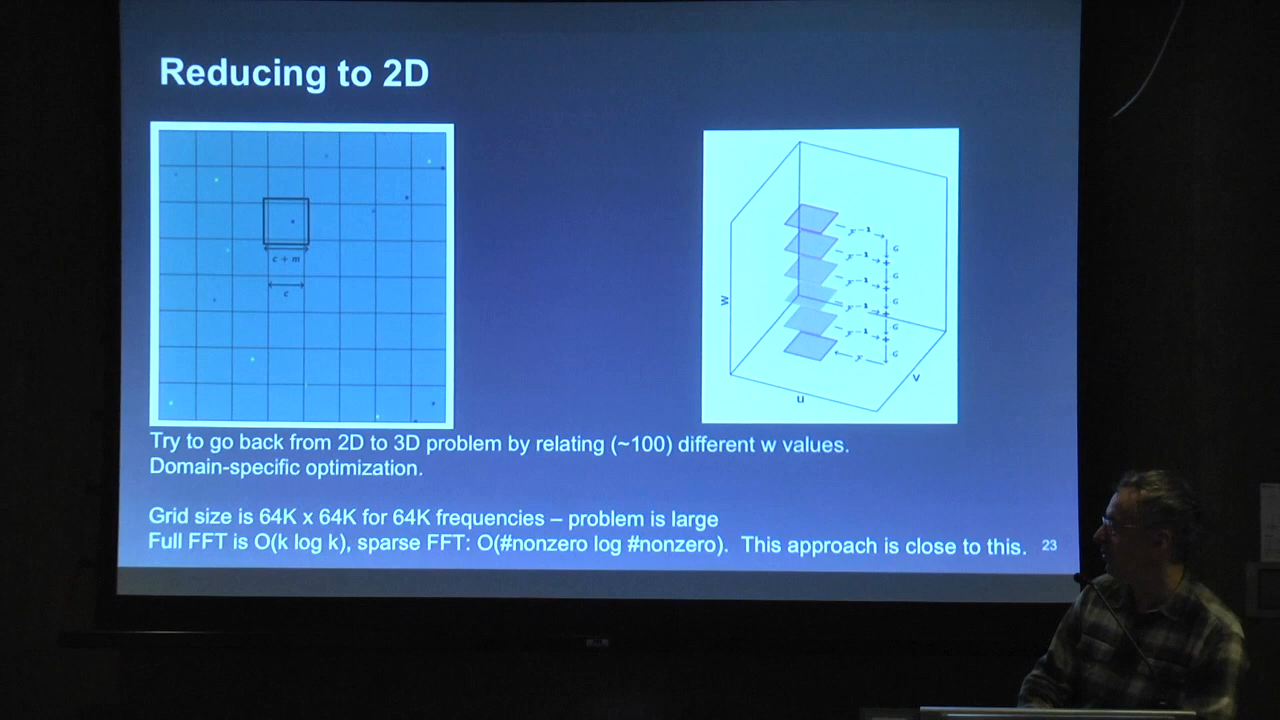 Reducing to 2D
c + m
c
w
u
v
G
G
G
G
G
Try to go back from 2D to 3D problem by relating (~100) different w values.
Domain-specific optimization.
Grid size is 64K x 64K for 64K frequencies – problem is large
Full FFT is O(k log k), sparse FFT: O(#nonzero log #nonzero). This approach is close to this.
23